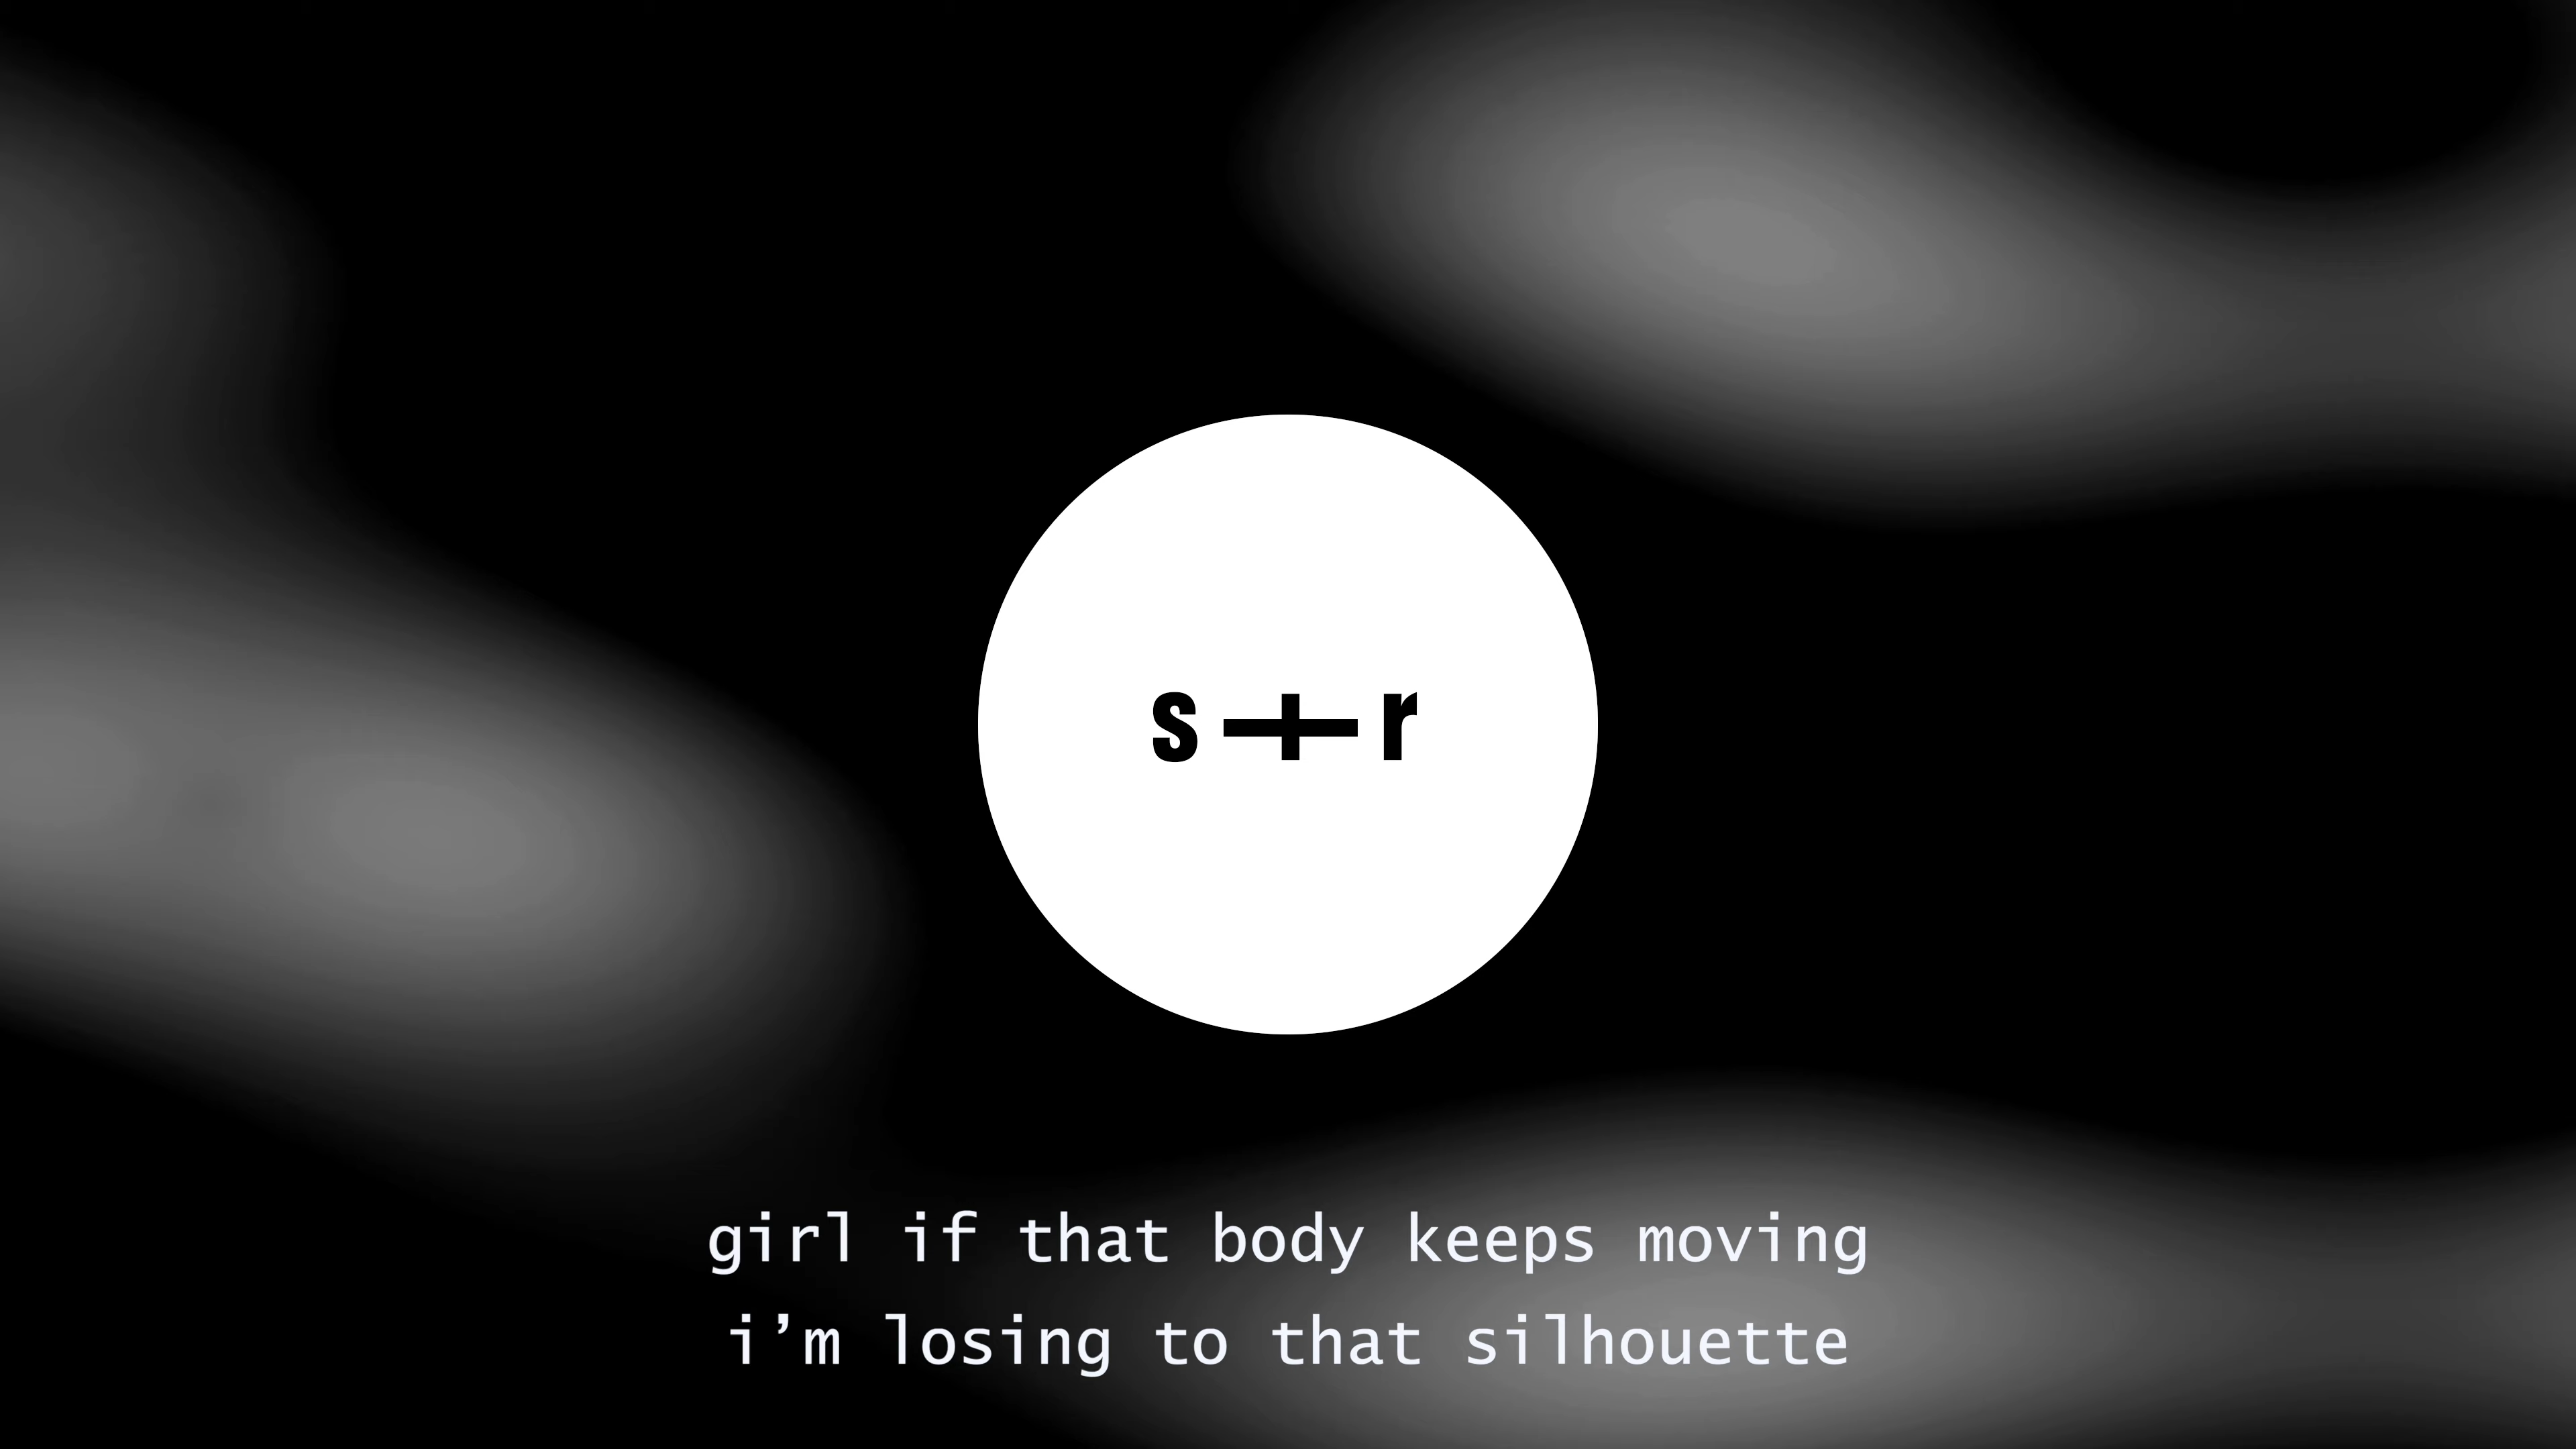 s+r
girl if that body keeps moving
i’m losing to that silhouette